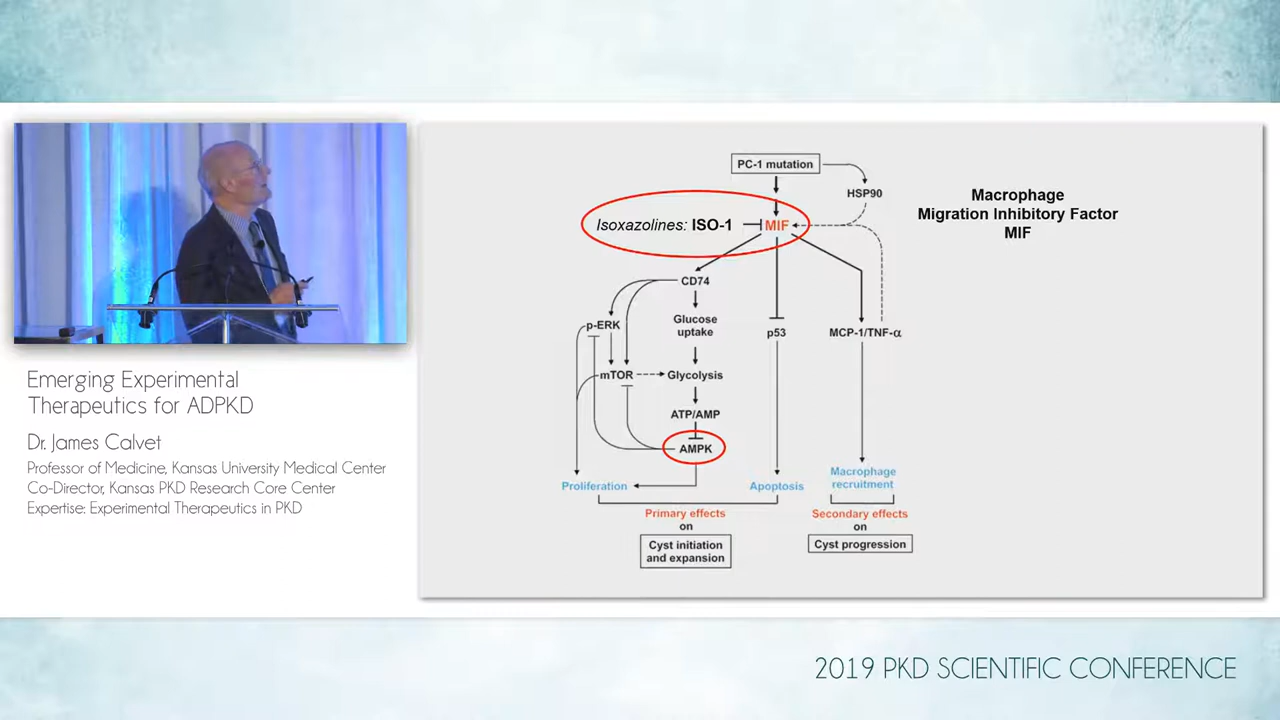 Emerging Experimental
Therapeutics for ADPKD
Dr. James Calvet
Professor of Medicine, Kansas University Medical Center
Co-Director, Kansas PKD Research Core Center
Expertise: Experimental Therapeutics in PKD
PC-1 mutation
HSP90
Isoxazolines: ISO-1
MIF
Macrophage
Migration Inhibitory Factor
MIF
CD74
p-ERK
Glucose
uptake
p53
MCP-1/TNF-α
mTOR
Glycolysis
ATP/AMP
AMPK
Proliferation
Apoptosis
Macrophage
recruitment
Primary effects
on
Cyst initiation
and expansion
Secondary effects
on
Cyst progression
2019 PKD SCIENTIFIC CONFERENCE